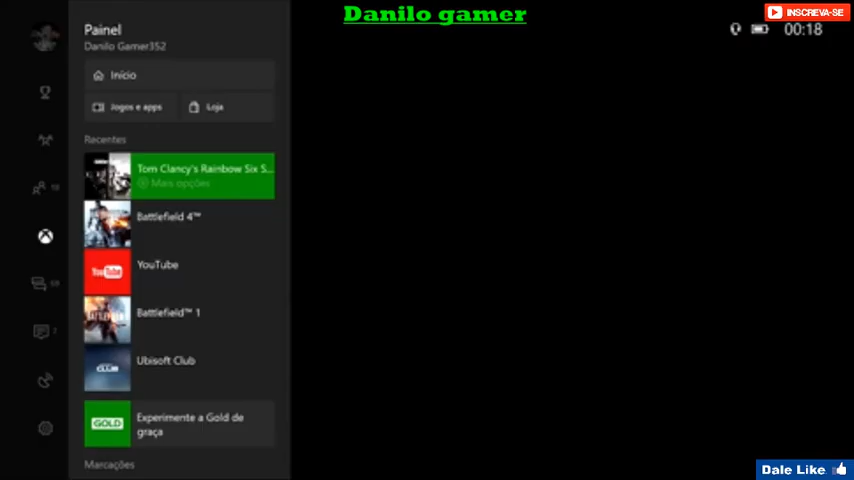 Danilo gamer
INSCREVA-SE
00:18
Painel
Danilo Gamer352
Início
Jogos e apps
Loja
Recentes
Tom Clancy's Rainbow Six S...
Mais opções
Battlefield 4™
YouTube
YouTube
Battlefield™ 1
Ubisoft Club
CLUB
GOLD
Experimente a Gold de
graça
Marcações
Dale Like